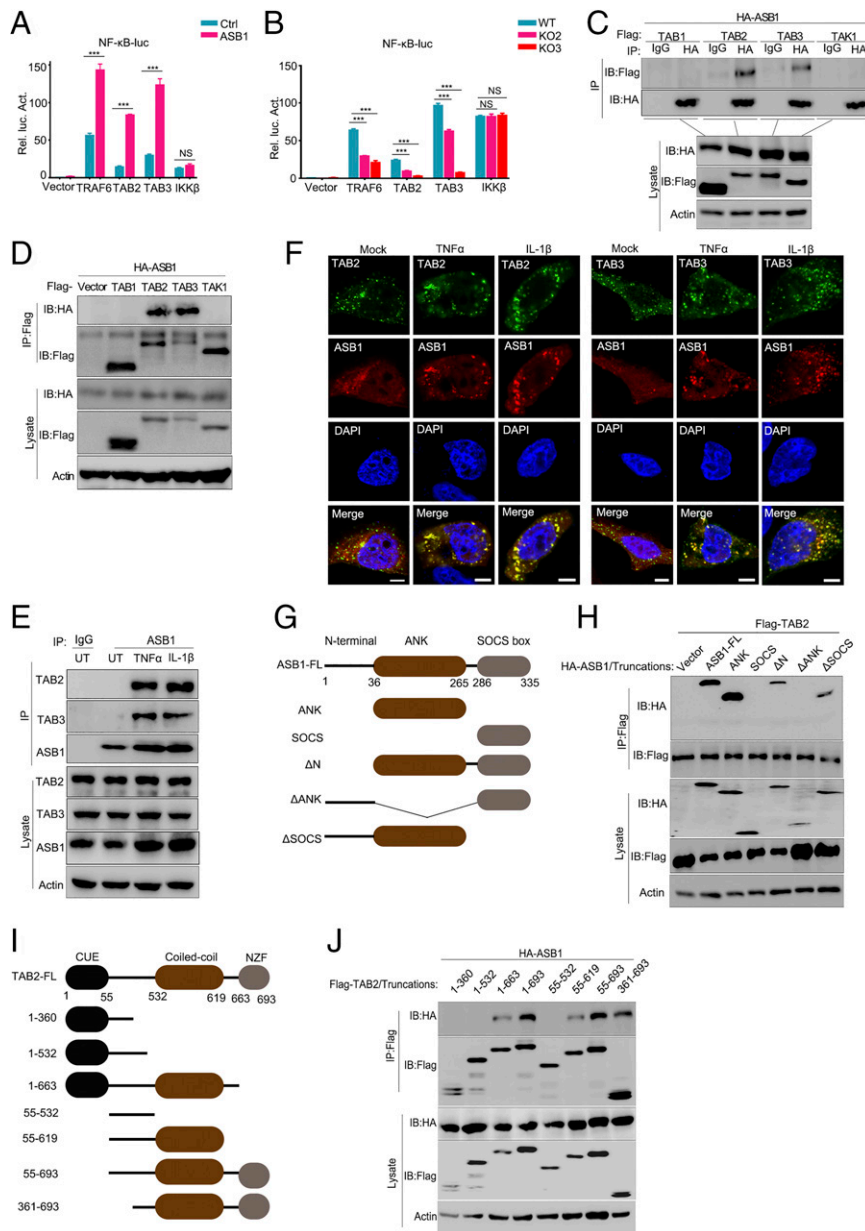 A
Ctrl
ASB1
NF-κB-luc
Rel. luc. Act.
150
100
50
0
***
***
***
NS
Vector TRAF6 TAB2 TAB3 IKKβ
B
WT
KO2
KO3
NF-κB-luc
Rel. luc. Act.
150
100
50
0
***
***
***
***
***
***
NS
NS
Vector TRAF6 TAB2 TAB3 IKKβ
C
HA-ASB1
Flag: TAB1 TAB2 TAB3 TAK1
IP: IgG HA IgG HA IgG HA IgG HA
IP
IB:Flag
IB:HA
Lysate
IB:HA
IB:Flag
Actin
D
HA-ASB1
Flag- Vector TAB1 TAB2 TAB3 TAK1
IP:Flag
IB:HA
IB:Flag
Lysate
IB:HA
IB:Flag
Actin
F
Mock TNFα IL-1β Mock TNFα IL-1β
TAB2 TAB2 TAB2 TAB3 TAB3 TAB3
ASB1 ASB1 ASB1 ASB1 ASB1 ASB1
DAPI DAPI DAPI DAPI DAPI DAPI
Merge Merge Merge Merge Merge Merge
E
IP: IgG ASB1
UT UT TNFα IL-1β
IP
TAB2
TAB3
ASB1
Lysate
TAB2
TAB3
ASB1
Actin
G
N-terminal ANK SOCS box
ASB1-FL
1 36 265 286 335
ANK
SOCS
ΔN
ΔANK
ΔSOCS
H
Flag-TAB2
HA-ASB1/Truncations: Vector ASB1-FL ANK SOCS ΔN ΔANK ΔSOCS
IP:Flag
IB:HA
IB:Flag
Lysate
IB:HA
IB:Flag
Actin
I
CUE Coiled-coil NZF
TAB2-FL
1 55 532 619 663 693
1-360
1-532
1-663
55-532
55-619
55-693
361-693
J
HA-ASB1
Flag-TAB2/Truncations: 1-360 1-532 1-663 1-693 55-532 55-619 55-693 361-693
IP:Flag
IB:HA
IB:Flag
Lysate
IB:HA
IB:Flag
Actin